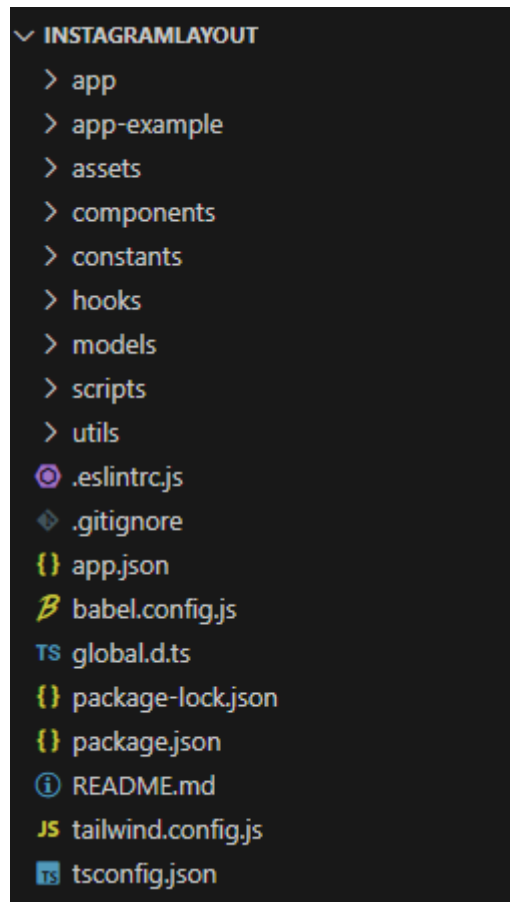 INSTAGRAMLAYOUT
app
app-example
assets
components
constants
hooks
models
scripts
utils
.eslintrc.js
.gitignore
{} app.json
B babel.config.js
TS global.d.ts
{} package-lock.json
{} package.json
README.md
JS tailwind.config.js
TS tsconfig.json